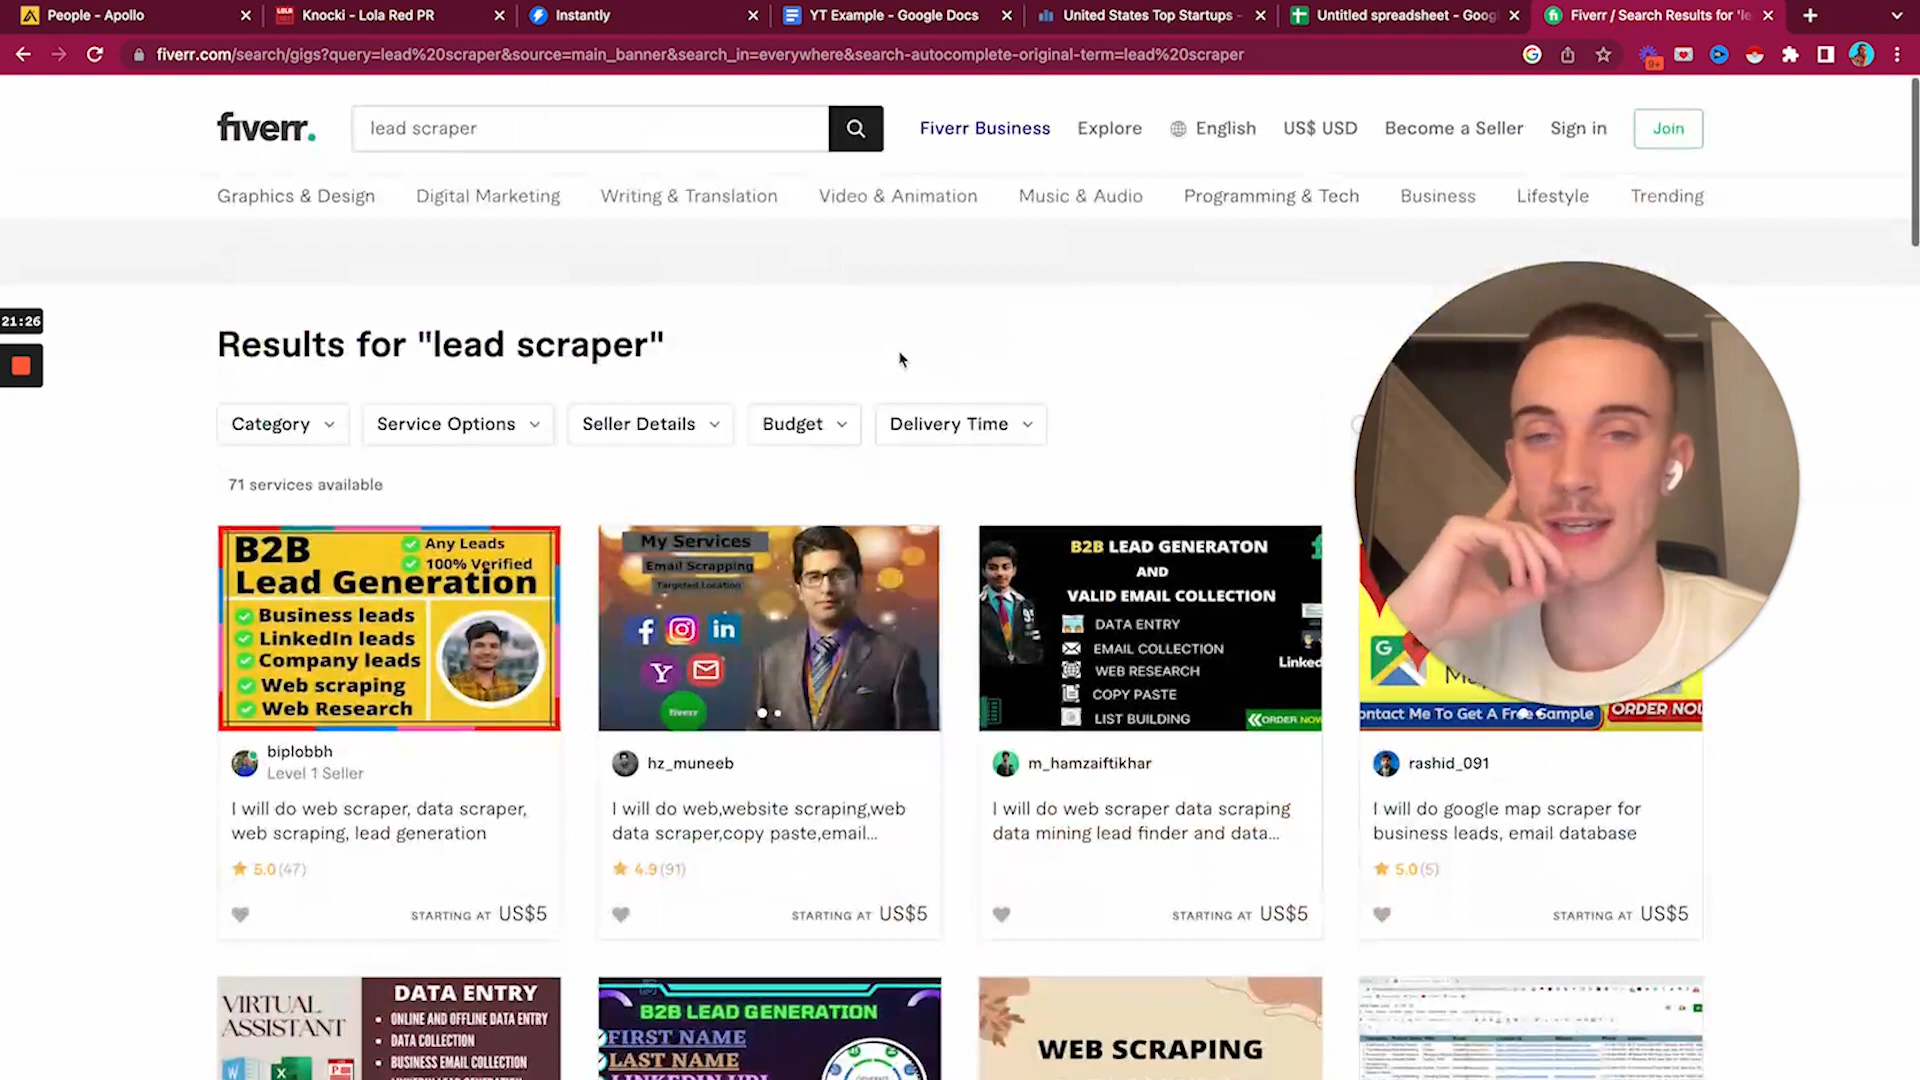 People - Apollo
Knocki - Lola Red PR
Instantly
YT Example - Google Docs
United States Top Startups -
Untitled spreadsheet - Goog
Fiverr / Search Results for 'le
fiverr.com/search/gigs?query=lead%20scraper&source=main_banner&search_in=everywhere&search-autocomplete-original-term=lead%20scraper
9+
fiverr.
lead scraper
Fiverr Business
Explore
English
US$ USD
Become a Seller
Sign in
Join
Graphics & Design
Digital Marketing
Writing & Translation
Video & Animation
Music & Audio
Programming & Tech
Business
Lifestyle
Trending
21:26
Results for "lead scraper"
Category
Service Options
Seller Details
Budget
Delivery Time
71 services available
B2B
Any Leads
100% Verified
Lead Generation
Business leads
LinkedIn leads
Company leads
Web scraping
Web Research
biplobbh
Level 1 Seller
I will do web scraper, data scraper,
web scraping, lead generation
5.0 (47)
STARTING AT US$5
My Services
Email Scrapping
Targeted Location
fiverr
hz_muneeb
I will do web,website scraping,web
data scraper,copy paste,email...
4.9 (91)
STARTING AT US$5
B2B LEAD GENERATON
AND
VALID EMAIL COLLECTION
DATA ENTRY
EMAIL COLLECTION
WEB RESEARCH
COPY PASTE
LIST BUILDING
Linked
ORDER NOW
m_hamzaiftikhar
I will do web scraper data scraping
data mining lead finder and data...
STARTING AT US$5
ontact Me To Get A Free Sample
ORDER NOU
rashid_091
I will do google map scraper for
business leads, email database
5.0 (5)
STARTING AT US$5
VIRTUAL
ASSISTANT
DATA ENTRY
ONLINE AND OFFLINE DATA ENTRY
DATA COLLECTION
BUSINESS EMAIL COLLECTION
B2B LEAD GENERATION
FIRST NAME
LAST NAME
LINKEDIN URL
WEB SCRAPING